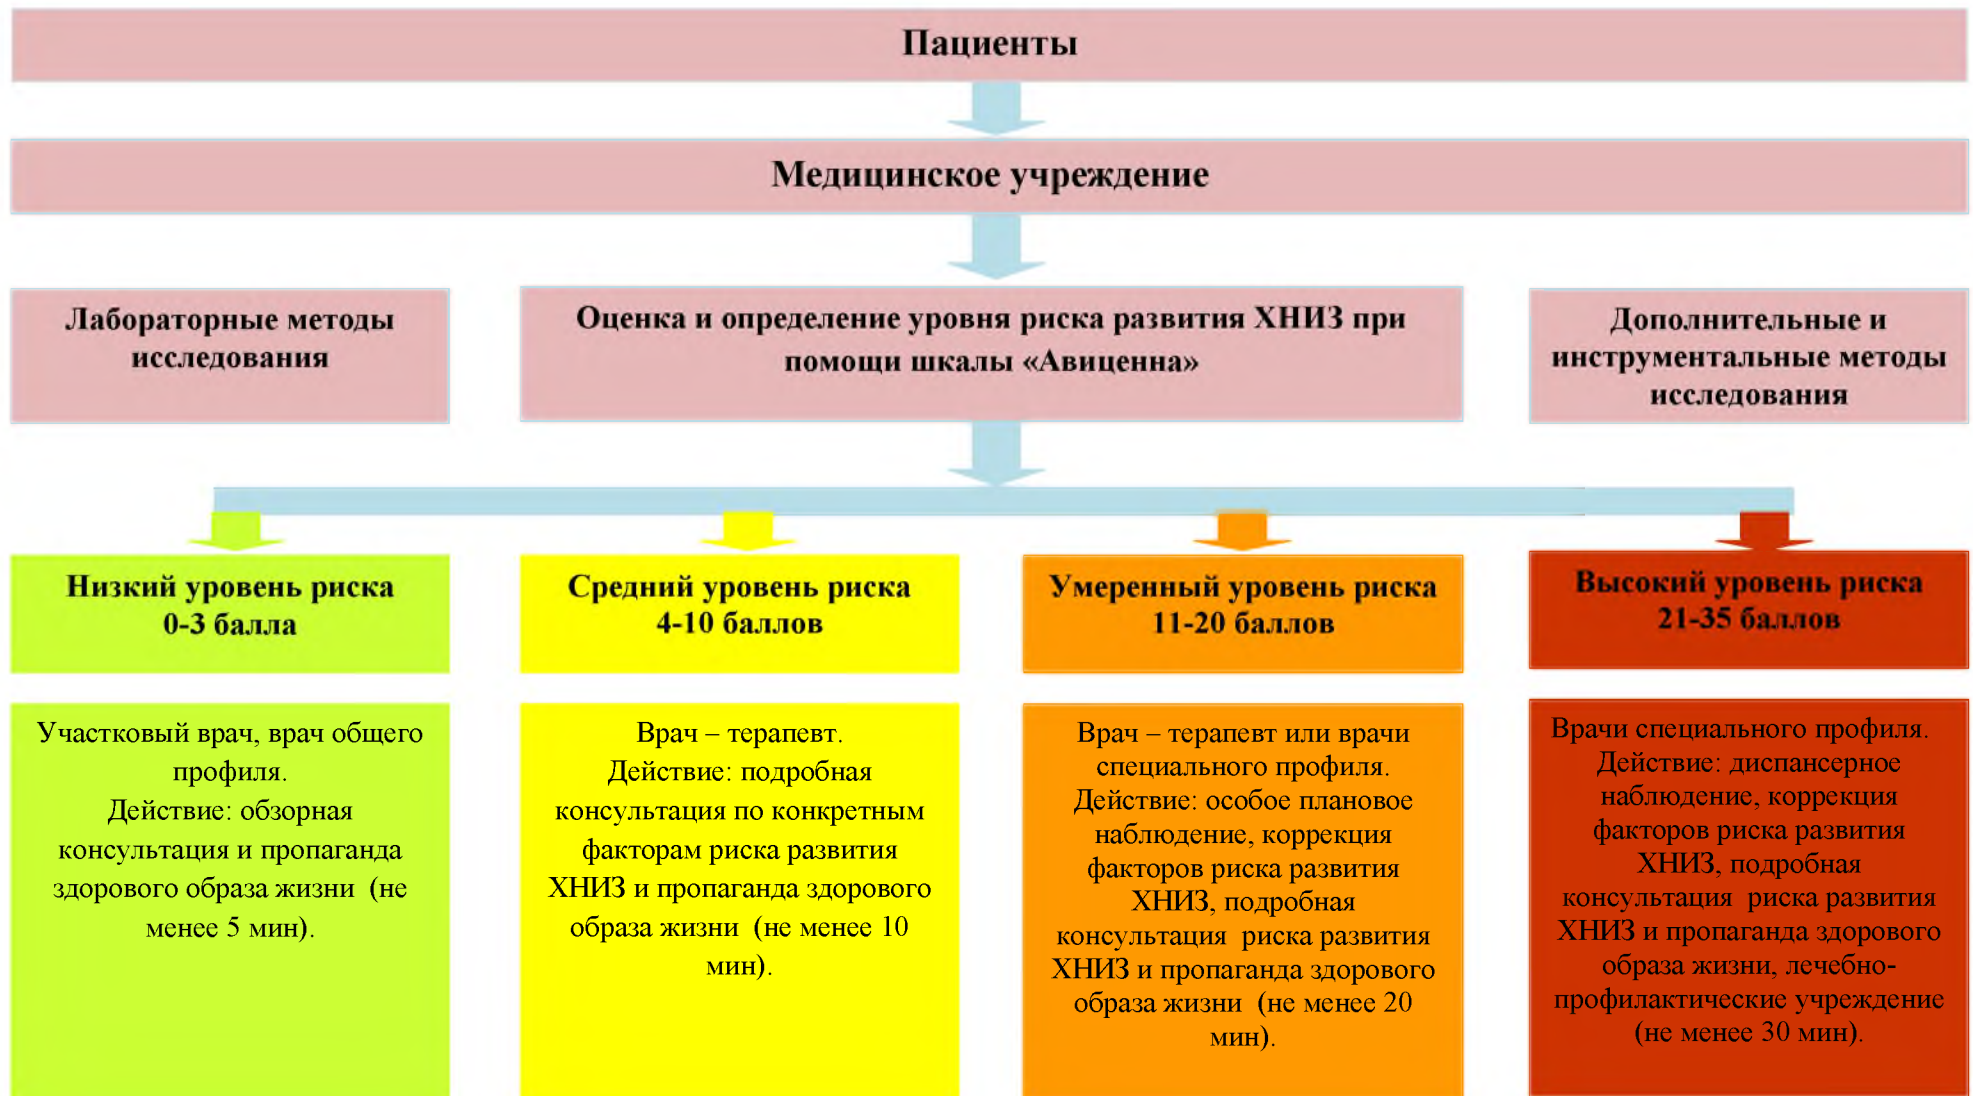 Пациенты
Медицинское учреждение
Лабораторные методы
исследования
Оценка и определение уровня риска развития ХНИЗ при
помощи шкалы «Авиценна»
Дополнительные и
инструментальные методы
исследования
Низкий уровень риска
0-3 балла
Средний уровень риска
4-10 баллов
Умеренный уровень риска
11-20 баллов
Высокий уровень риска
21-35 баллов
Участковый врач, врач общего
профиля.
Действие: обзорная
консультация и пропаганда
здорового образа жизни (не
менее 5 мин).
Врач – терапевт.
Действие: подробная
консультация по конкретным
факторам риска развития
ХНИЗ и пропаганда здорового
образа жизни (не менее 10
мин).
Врач – терапевт или врачи
специального профиля.
Действие: особое плановое
наблюдение, коррекция
факторов риска развития
ХНИЗ, подробная
консультация риска развития
ХНИЗ и пропаганда здорового
образа жизни (не менее 20
мин).
Врачи специального профиля.
Действие: диспансерное
наблюдение, коррекция
факторов риска развития
ХНИЗ, подробная
консультация риска развития
ХНИЗ и пропаганда здорового
образа жизни, лечебно-
профилактические учреждение
(не менее 30 мин).